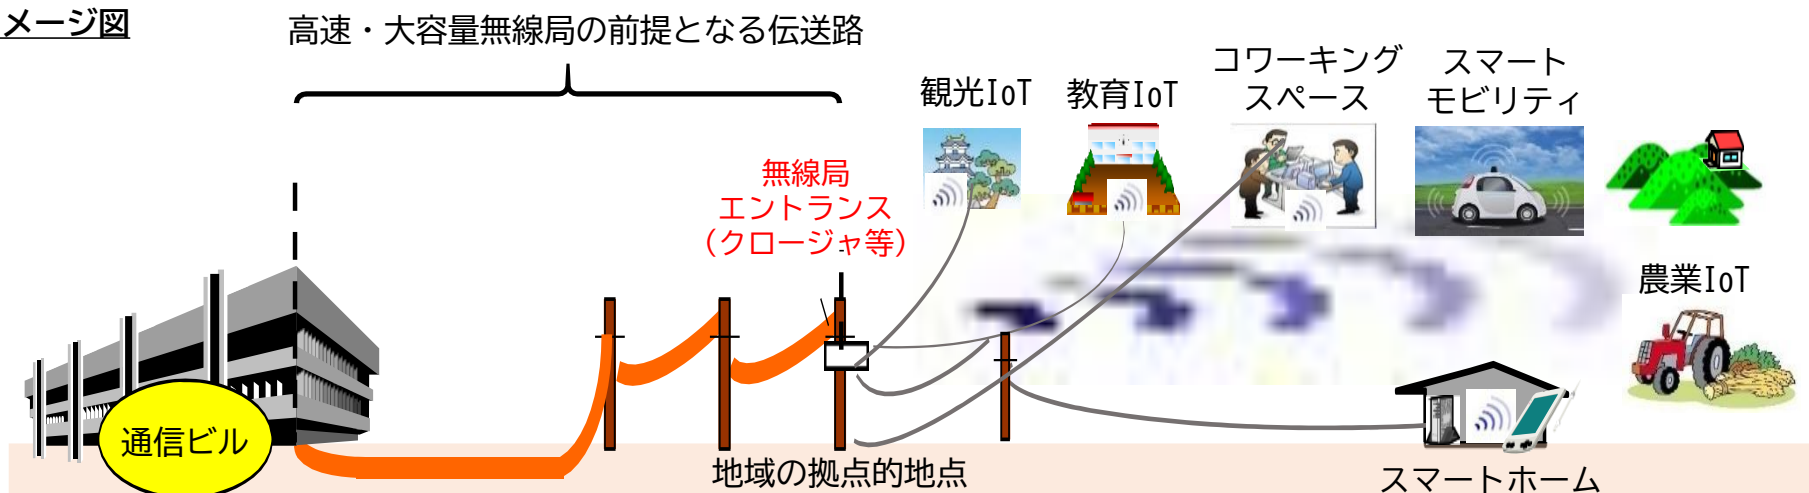 メージ図
高速・大容量無線局の前提となる伝送路
観光IoT
教育IoT
コワーキング
スペース
スマート
モビリティ
無線局
エントランス
（クロージャ等）
農業IoT
通信ビル
地域の拠点的地点
スマートホーム